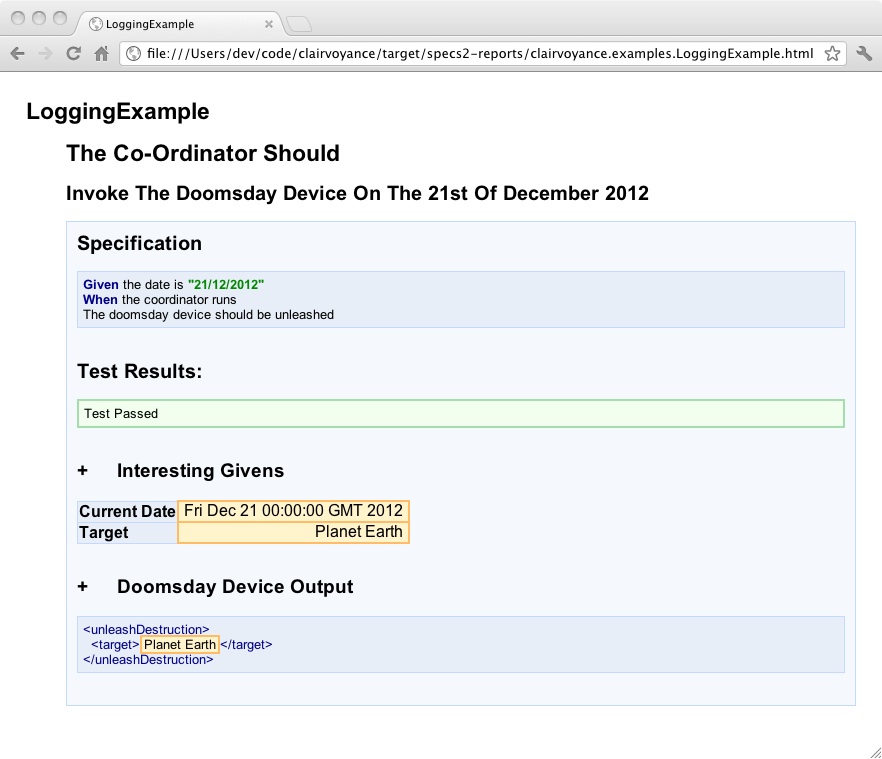 LoggingExample
file:///Users/dev/code/clairvoyance/target/specs2-reports/clairvoyance.examples.LoggingExample.html
LoggingExample
The Co-Ordinator Should
Invoke The Doomsday Device On The 21st Of December 2012
Specification
Given the date is "21/12/2012"
When the coordinator runs
The doomsday device should be unleashed
Test Results:
Test Passed
+ Interesting Givens
Current Date Fri Dec 21 00:00:00 GMT 2012
Target Planet Earth
+ Doomsday Device Output
<unleashDestruction>
<target>Planet Earth</target>
</unleashDestruction>